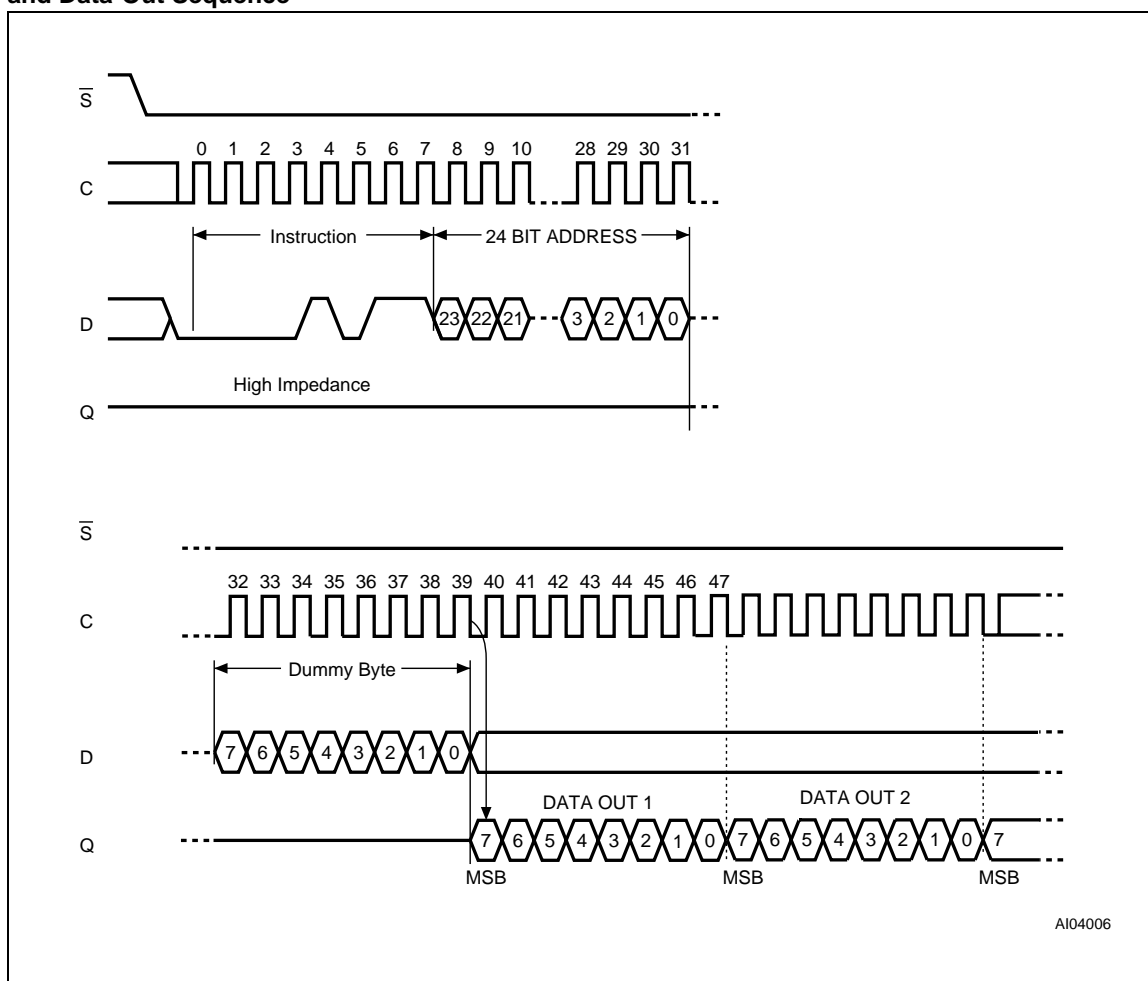 and Data-Out Sequence
S
0 1 2 3 4 5 6 7 8 9 10 28 29 30 31
C
Instruction 24 BIT ADDRESS
D 23 22 21 3 2 1 0
High Impedance
Q
S
32 33 34 35 36 37 38 39 40 41 42 43 44 45 46 47
C
Dummy Byte
D 7 6 5 4 3 2 1 0
DATA OUT 1 DATA OUT 2
Q 7 6 5 4 3 2 1 0 7 6 5 4 3 2 1 0 7
MSB MSB MSB
AI04006